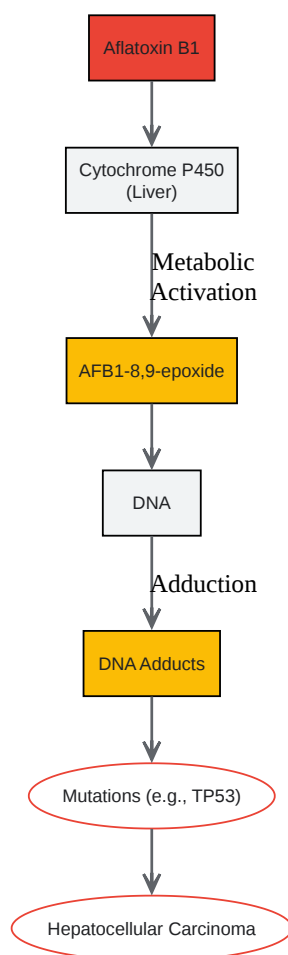 Aflatoxin B1
Cytochrome P450
(Liver)
Metabolic
Activation
AFB1-8,9-epoxide
DNA
Adduction
DNA Adducts
Mutations (e.g., TP53)
Hepatocellular Carcinoma